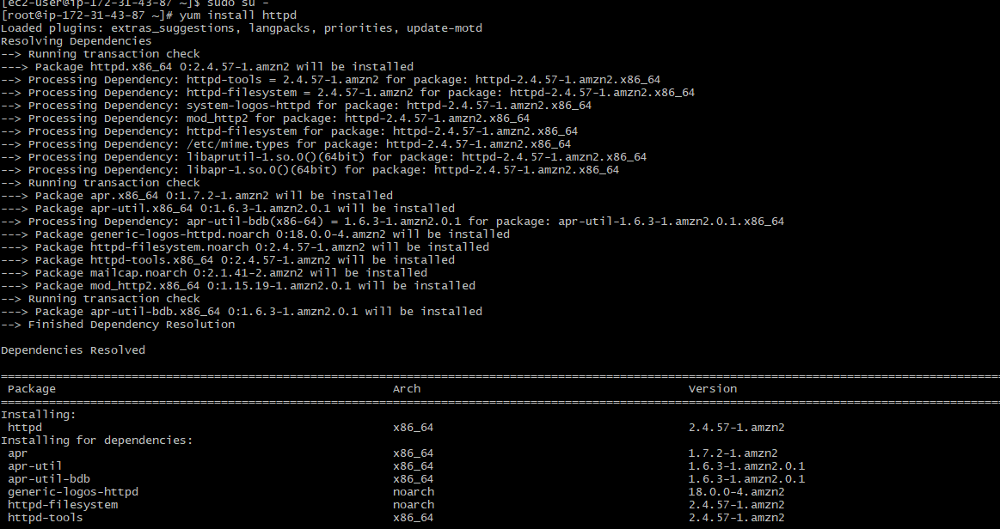 [ec2-user@ip-172-31-43-87 ~]$ sudo su -
[root@ip-172-31-43-87 ~]# yum install httpd
Loaded plugins: extras_suggestions, langpacks, priorities, update-motd
Resolving Dependencies
--> Running transaction check
---> Package httpd.x86_64 0:2.4.57-1.amzn2 will be installed
--> Processing Dependency: httpd-tools = 2.4.57-1.amzn2 for package: httpd-2.4.57-1.amzn2.x86_64
--> Processing Dependency: httpd-filesystem = 2.4.57-1.amzn2 for package: httpd-2.4.57-1.amzn2.x86_64
--> Processing Dependency: system-logos-httpd for package: httpd-2.4.57-1.amzn2.x86_64
--> Processing Dependency: mod_http2 for package: httpd-2.4.57-1.amzn2.x86_64
--> Processing Dependency: httpd-filesystem for package: httpd-2.4.57-1.amzn2.x86_64
--> Processing Dependency: /etc/mime.types for package: httpd-2.4.57-1.amzn2.x86_64
--> Processing Dependency: libaprutil-1.so.0()(64bit) for package: httpd-2.4.57-1.amzn2.x86_64
--> Processing Dependency: libapr-1.so.0()(64bit) for package: httpd-2.4.57-1.amzn2.x86_64
--> Running transaction check
---> Package apr.x86_64 0:1.7.2-1.amzn2 will be installed
---> Package apr-util.x86_64 0:1.6.3-1.amzn2.0.1 will be installed
--> Processing Dependency: apr-util-bdb(x86-64) = 1.6.3-1.amzn2.0.1 for package: apr-util-1.6.3-1.amzn2.0.1.x86_64
---> Package generic-logos-httpd.noarch 0:18.0.0-4.amzn2 will be installed
---> Package httpd-filesystem.noarch 0:2.4.57-1.amzn2 will be installed
---> Package httpd-tools.x86_64 0:2.4.57-1.amzn2 will be installed
---> Package mailcap.noarch 0:2.1.41-2.amzn2 will be installed
---> Package mod_http2.x86_64 0:1.15.19-1.amzn2.0.1 will be installed
--> Running transaction check
---> Package apr-util-bdb.x86_64 0:1.6.3-1.amzn2.0.1 will be installed
--> Finished Dependency Resolution
Dependencies Resolved
Package Arch Version
Installing:
httpd x86_64 2.4.57-1.amzn2
Installing for dependencies:
apr x86_64 1.7.2-1.amzn2
apr-util x86_64 1.6.3-1.amzn2.0.1
apr-util-bdb x86_64 1.6.3-1.amzn2.0.1
generic-logos-httpd noarch 18.0.0-4.amzn2
httpd-filesystem noarch 2.4.57-1.amzn2
httpd-tools x86_64 2.4.57-1.amzn2